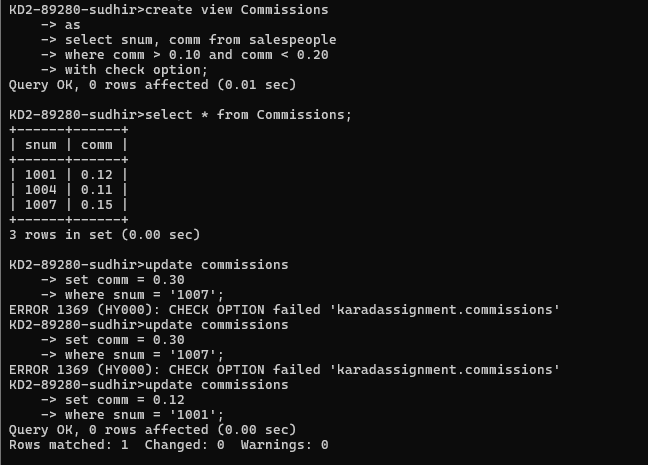 KD2-89280-sudhir>create view Commissions
    -> as
    -> select snum, comm from salespeople
    -> where comm > 0.10 and comm < 0.20
    -> with check option;
Query OK, 0 rows affected (0.01 sec)

KD2-89280-sudhir>select * from Commissions;
+------+------+
| snum | comm |
+------+------+
| 1001 | 0.12 |
| 1004 | 0.11 |
| 1007 | 0.15 |
+------+------+
3 rows in set (0.00 sec)

KD2-89280-sudhir>update commissions
    -> set comm = 0.30
    -> where snum = '1007';
ERROR 1369 (HY000): CHECK OPTION failed 'karadassignment.commissions'
KD2-89280-sudhir>update commissions
    -> set comm = 0.30
    -> where snum = '1007';
ERROR 1369 (HY000): CHECK OPTION failed 'karadassignment.commissions'
KD2-89280-sudhir>update commissions
    -> set comm = 0.12
    -> where snum = '1001';
Query OK, 0 rows affected (0.00 sec)
Rows matched: 1  Changed: 0  Warnings: 0